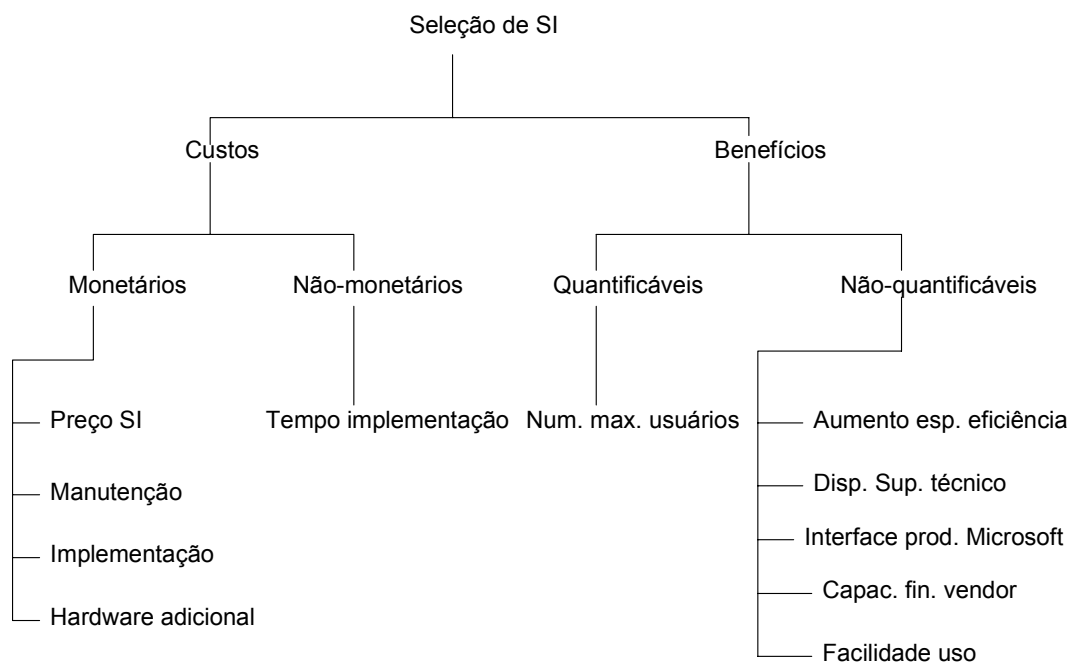 Seleção de SI
Custos
Benefícios
Monetários
Não-monetários
Quantificáveis
Não-quantificáveis
Preço SI
Tempo implementação
Num. max. usuários
Aumento esp. eficiência
Manutenção
Disp. Sup. técnico
Implementação
Interface prod. Microsoft
Hardware adicional
Capac. fin. vendor
Facilidade uso